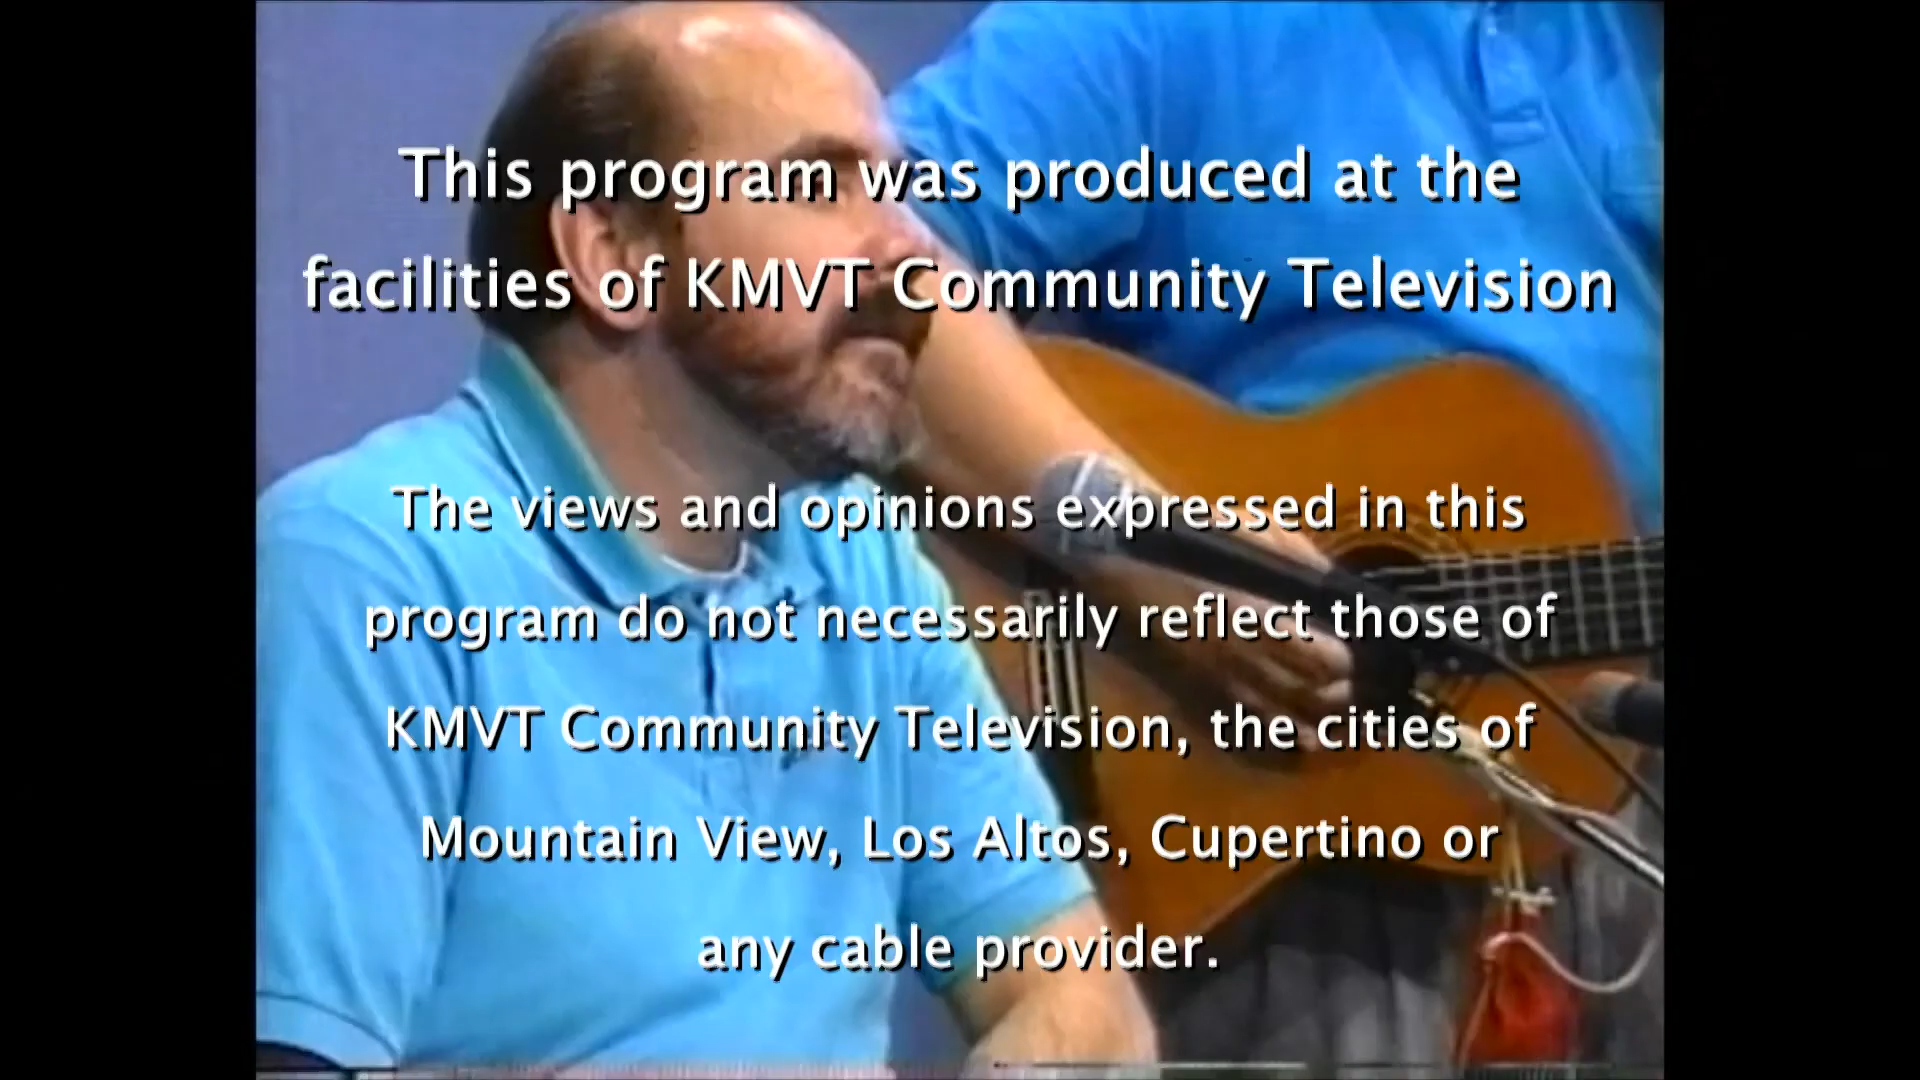 This program was produced at the
facilities of KMVT Community Television
The views and opinions expressed in this
program do not necessarily reflect those of
KMVT Community Television, the cities of
Mountain View, Los Altos, Cupertino or
any cable provider.